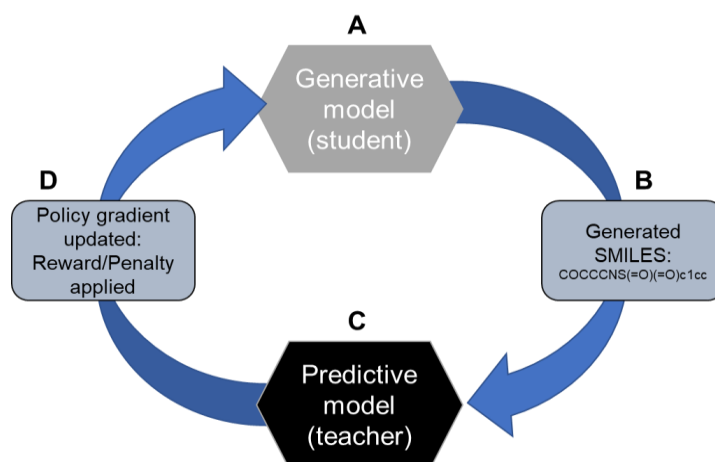 A
Generative
model
(student)
B
Generated
SMILES:
COCCCNS(=O)(=O)c1cc
C
Predictive
model
(teacher)
D
Policy gradient
updated:
Reward/Penalty
applied